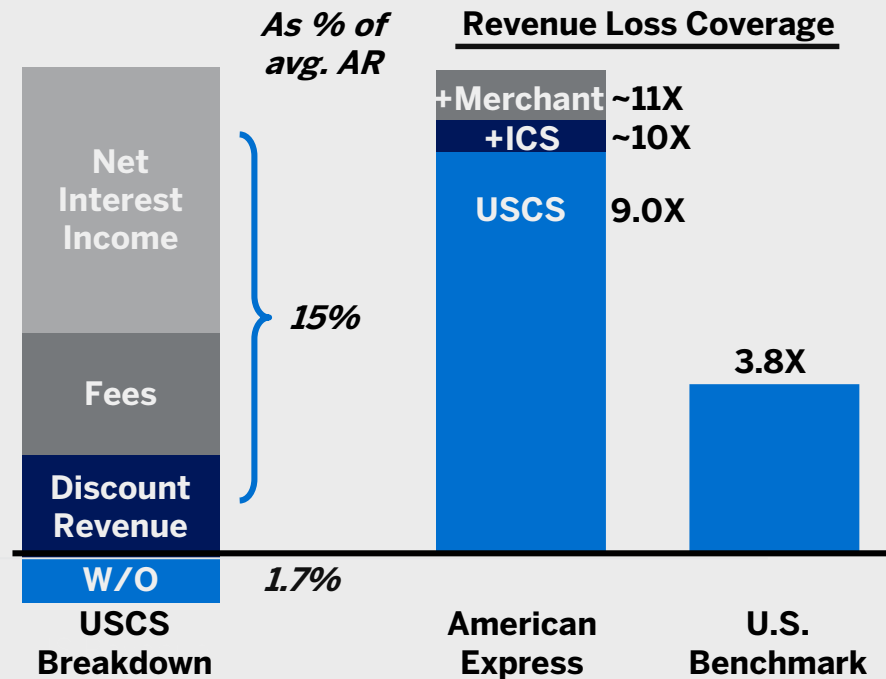 As % of
avg. AR
Revenue Loss Coverage
Net
Interest
Income
Fees
Discount
Revenue
W/O
15%
1.7%
+Merchant ~11X
+ICS ~10X
USCS 9.0X
3.8X
USCS
Breakdown
American
Express
U.S.
Benchmark